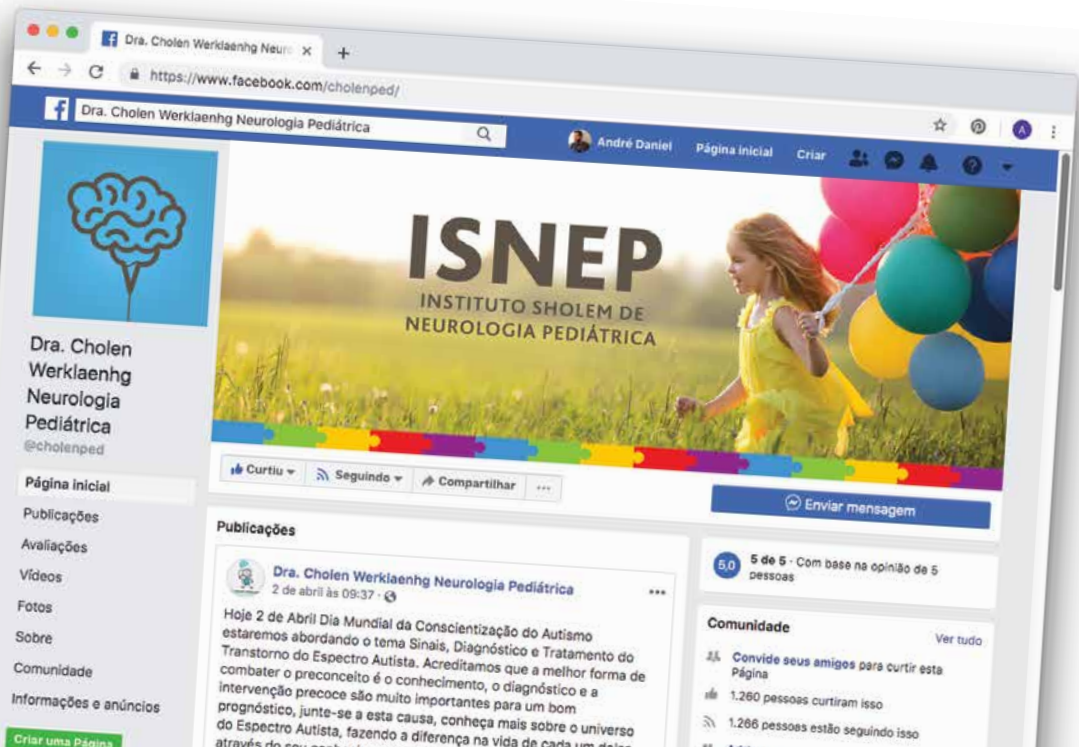 Dra. Cholen Werklaenhg Neuro
https://www.facebook.com/cholenped/
Dra. Cholen Werklaenhg Neurologia Pediátrica
André Daniel
Página inicial
Criar
ISNEP
INSTITUTO SHOLEM DE
NEUROLOGIA PEDIÁTRICA
Dra. Cholen
Werklaenhg
Neurologia
Pediátrica
@cholenped
Página inicial
Publicações
Avaliações
Vídeos
Fotos
Sobre
Comunidade
Informações e anúncios
Criar uma Página
Curtiu
Seguindo
Compartilhar
...
Enviar mensagem
Publicações
Dra. Cholen Werklaenhg Neurologia Pediátrica
2 de abril às 09:37 ·
Hoje 2 de Abril Dia Mundial da Conscientização do Autismo
estaremos abordando o tema Sinais, Diagnóstico e Tratamento do
Transtorno do Espectro Autista. Acreditamos que a melhor forma de
combater o preconceito é o conhecimento, o diagnóstico e a
intervenção precoce são muito importantes para um bom
prognóstico, junte-se a esta causa, conheça mais sobre o universo
do Espectro Autista, fazendo a diferença na vida de cada um
através do seu
5,0
5 de 5 · Com base na opinião de 5
pessoas
Comunidade
Ver tudo
Convide seus amigos para curtir esta
Página
1.260 pessoas curtiram isso
1.266 pessoas estão seguindo isso